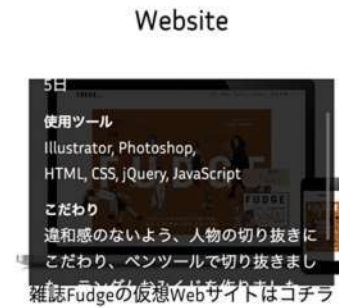 Website
5日
使用ツール
Illustrator, Photoshop,
HTML, CSS, jQuery, JavaScript
こだわり
違和感のないよう、人物の切り抜きに
こだわり、ペンツールで切り抜きまし
雑誌Fudgeの仮想Webサイトはコチラ
FUDGE
FUDGE